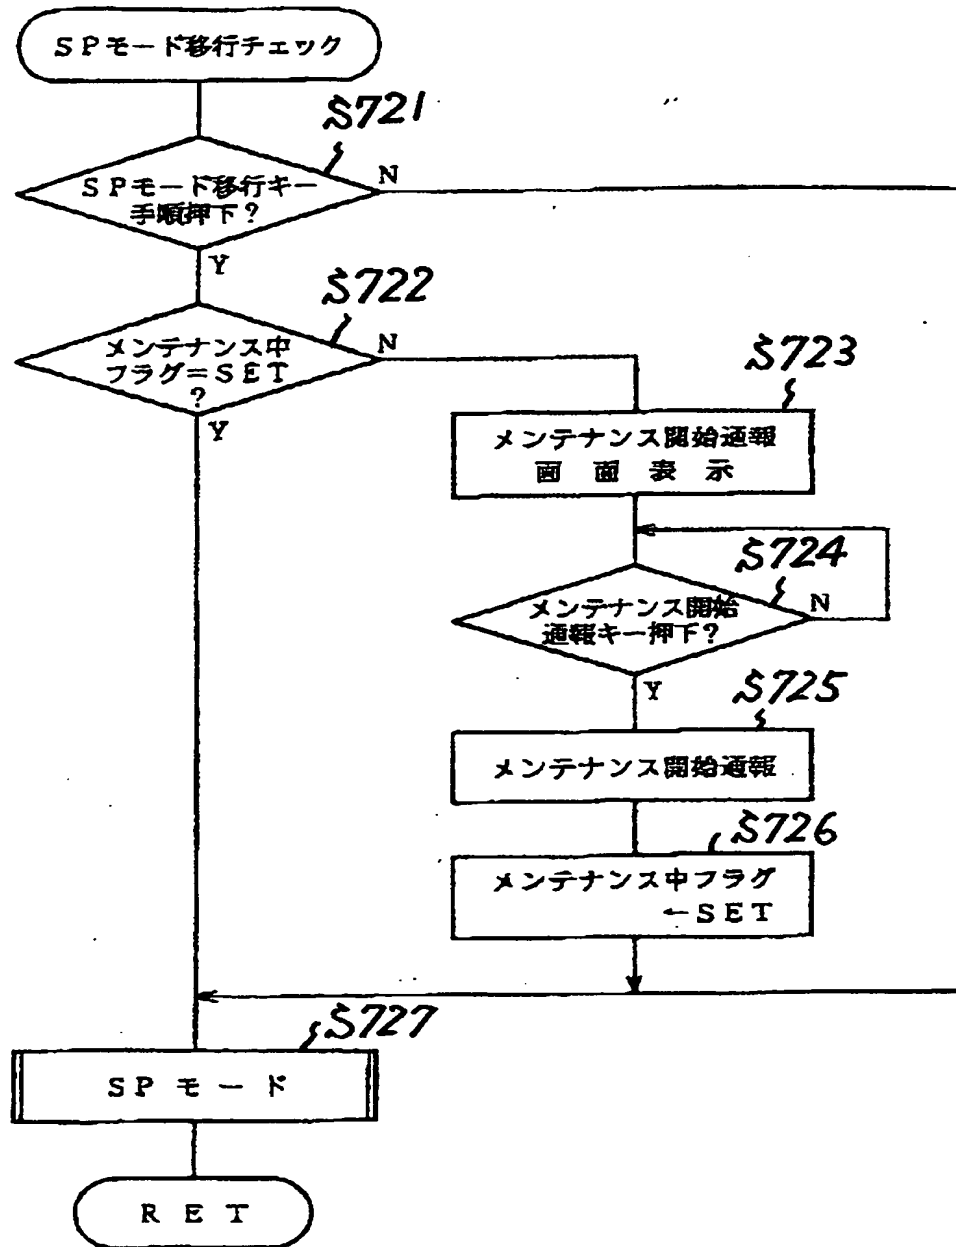 SPモード移行チェック
S721
SPモード移行キー
手順押下?
N
Y
S722
メンテナンス中
フラグ=SET
?
N
Y
S723
メンテナンス開始通報
画面表示
S724
メンテナンス開始
通報キー押下?
N
Y
S725
メンテナンス開始通報
S726
メンテナンス中フラグ
←SET
S727
SPモード
RET